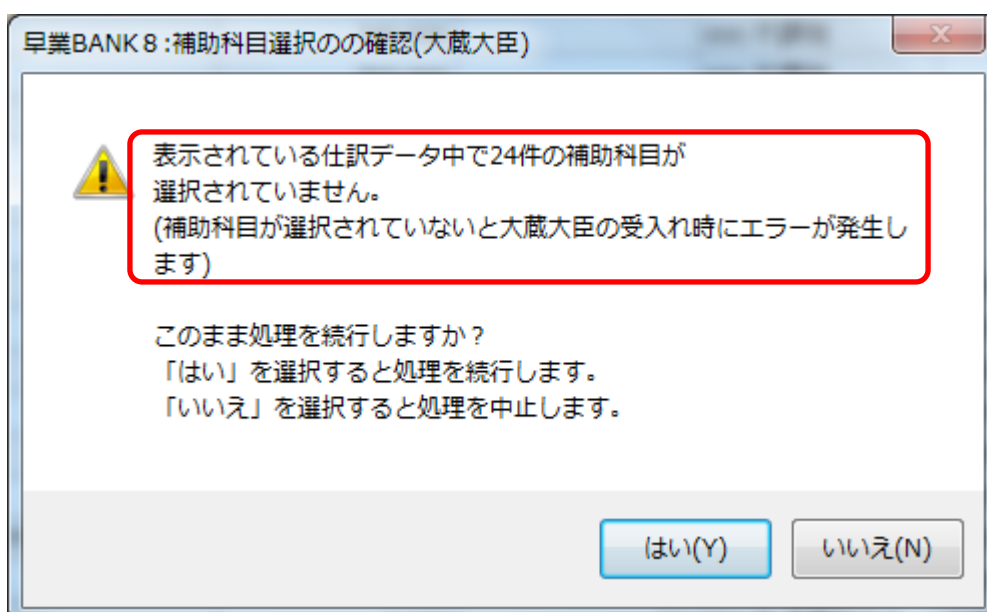 早業BANK 8 :補助科目選択のの確認(大蔵大臣)
表示されている仕訳データ中で24件の補助科目が
選択されていません。
(補助科目が選択されていないと大蔵大臣の受入れ時にエラーが発生し
ます)
このまま処理を続行しますか？
「はい」を選択すると処理を続行します。
「いいえ」を選択すると処理を中止します。
はい(Y)
いいえ(N)